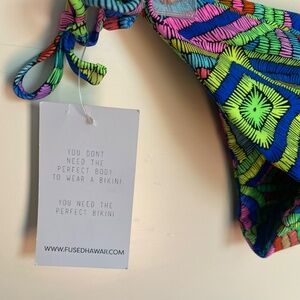 YOU DONT
NEED THE
PERFECT BODY
TO WEAR A BIKINI
YOU NEED THE
PERFECT BIKINI
WWW.FUSEDHAWAII.COM